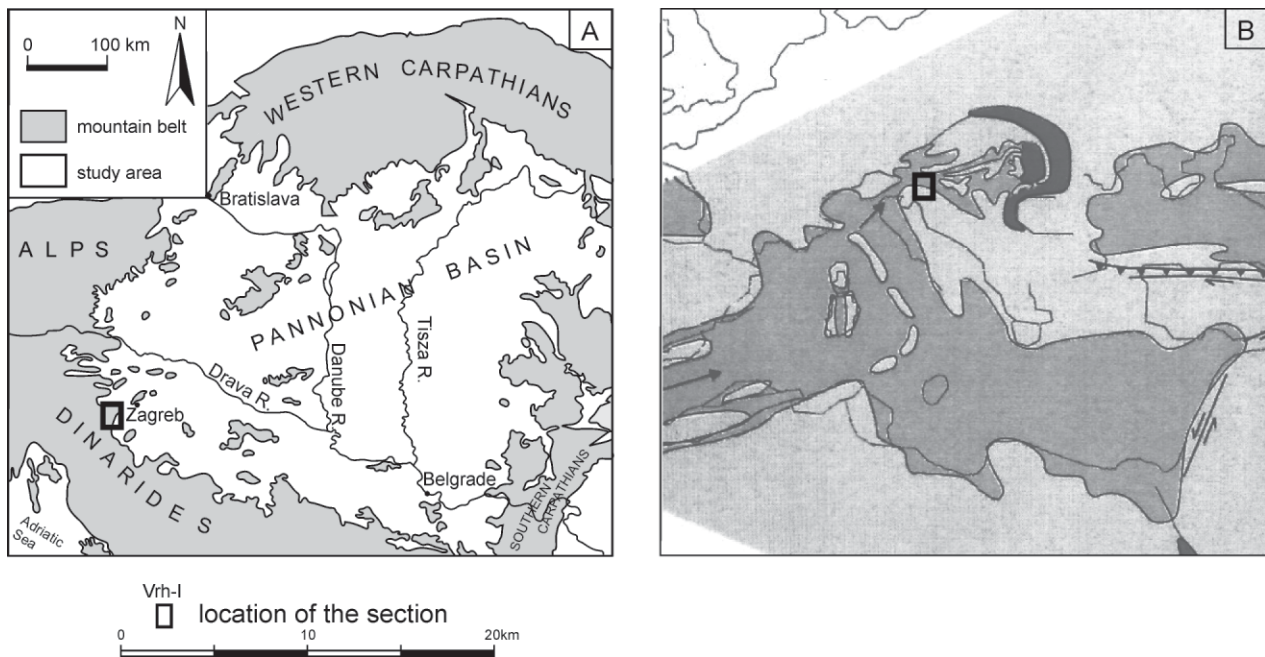 N
0 100 km
mountain belt
study area
A
WESTERN CARPATHIANS
Bratislava
ALPS
PANNONIAN BASIN
Danube R.
Tisza R.
Drava R.
Zagreb
DINARIDES
Belgrade
Adriatic
Sea
SOUTHERN
CARPATHIANS
B
Vrh-I
location of the section
0 10 20km